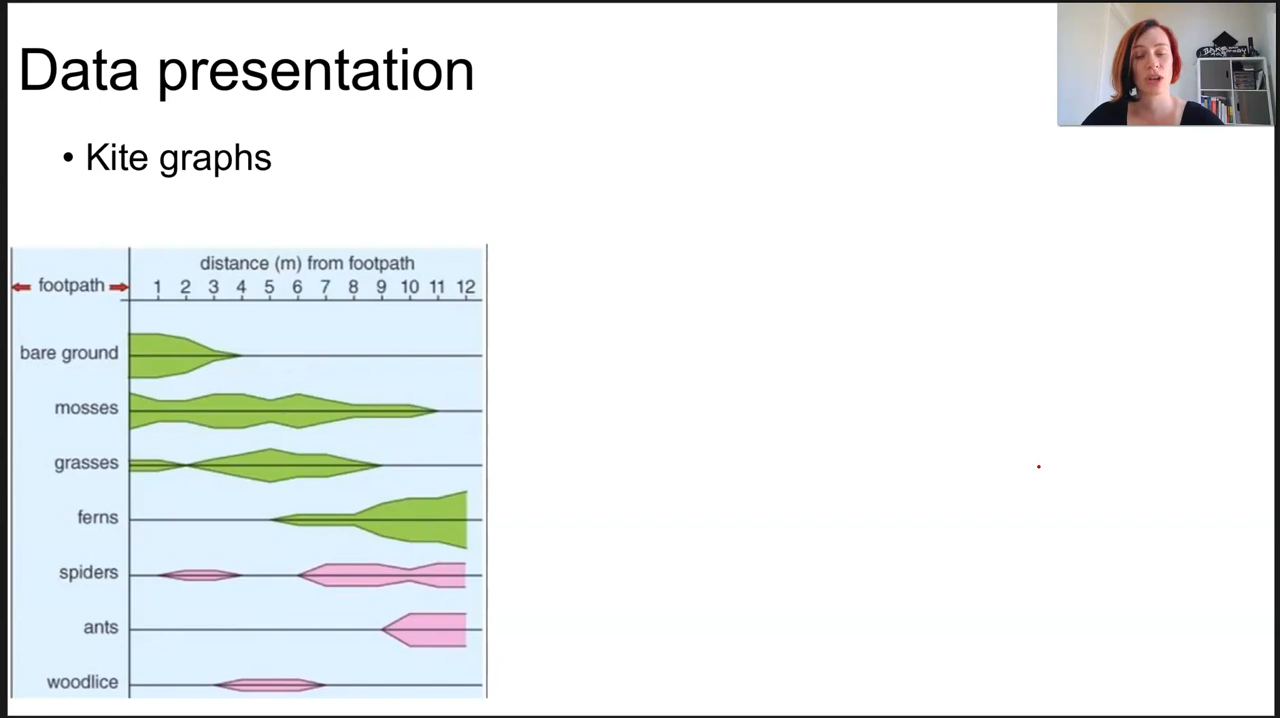 Data presentation
• Kite graphs
distance (m) from footpath
footpath 1 2 3 4 5 6 7 8 9 10 11 12
bare ground
mosses
grasses
ferns
spiders
ants
woodlice